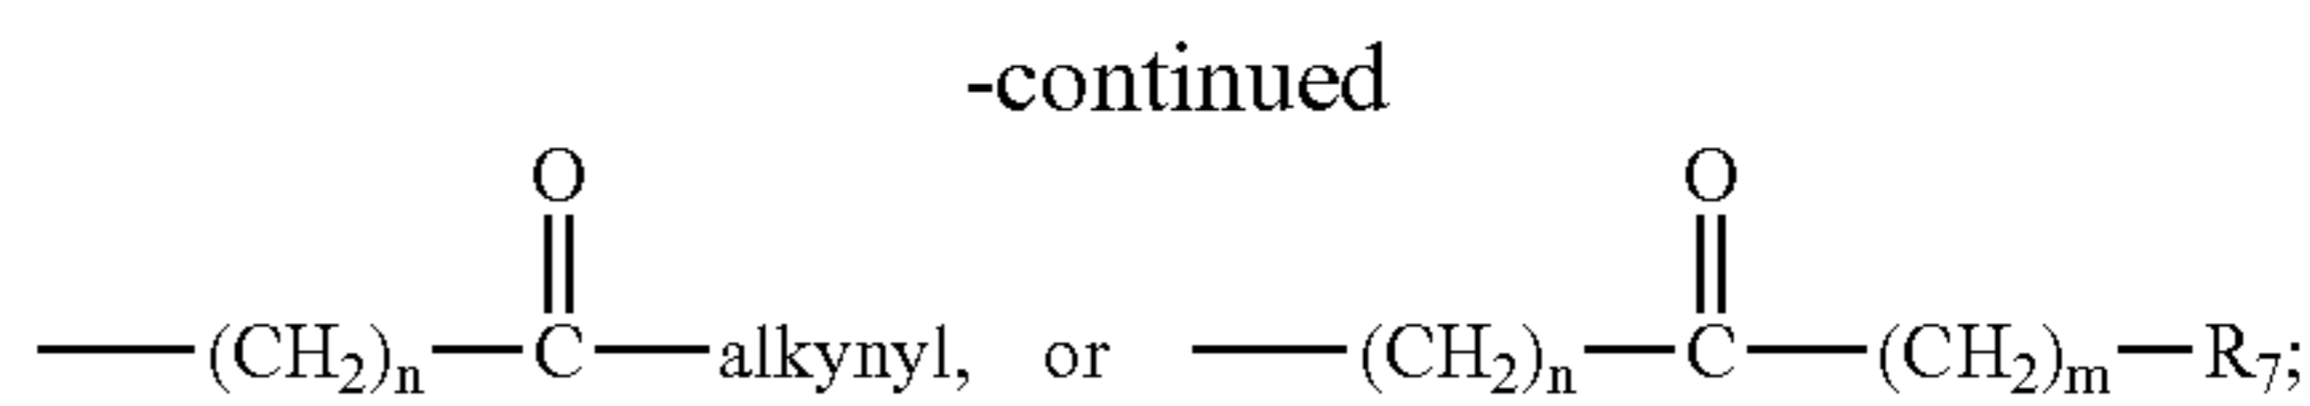 -continued
O O
—(CH₂)ₙ—C—alkynyl, or —(CH₂)ₙ—C—(CH₂)ₘ—R₇;